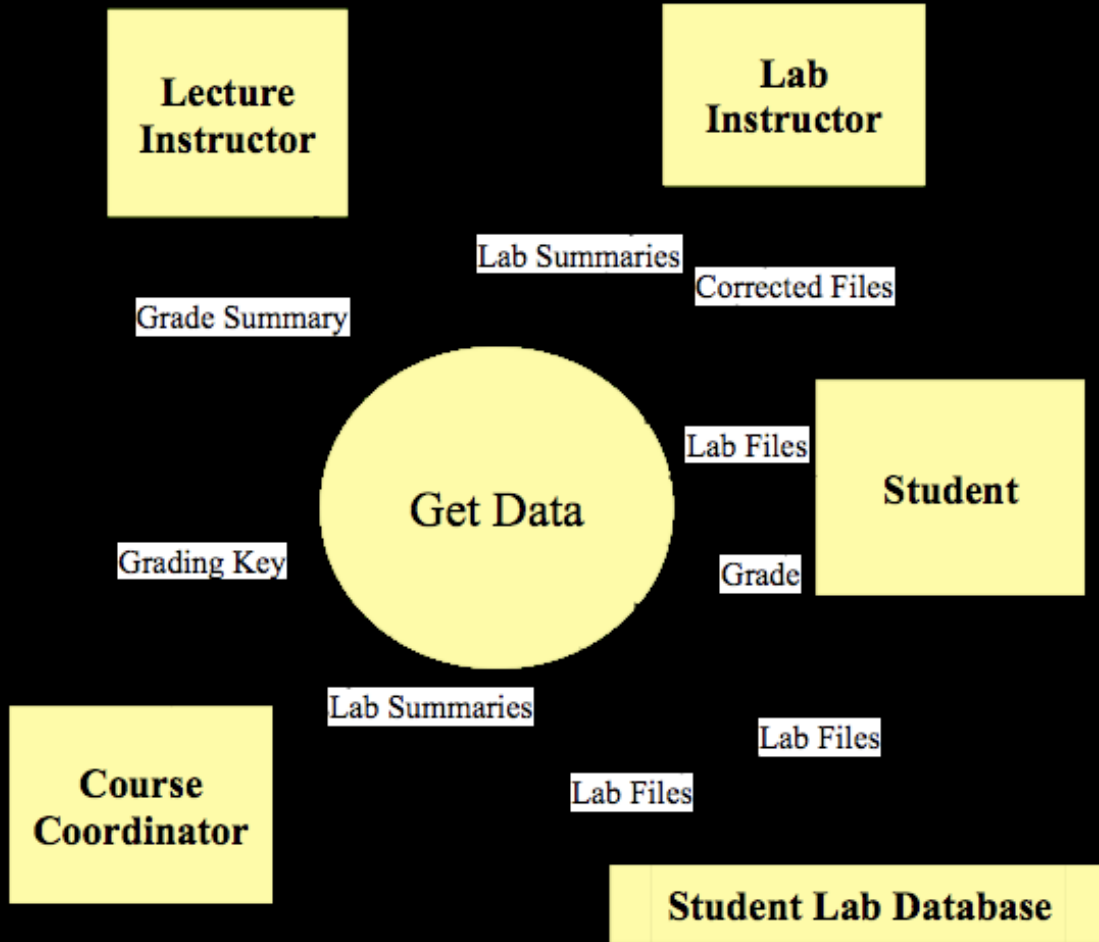 Lecture
Instructor
Lab
Instructor
Lab Summaries
Corrected Files
Grade Summary
Lab Files
Student
Get Data
Grading Key
Grade
Lab Summaries
Lab Files
Course
Coordinator
Lab Files
Student Lab Database